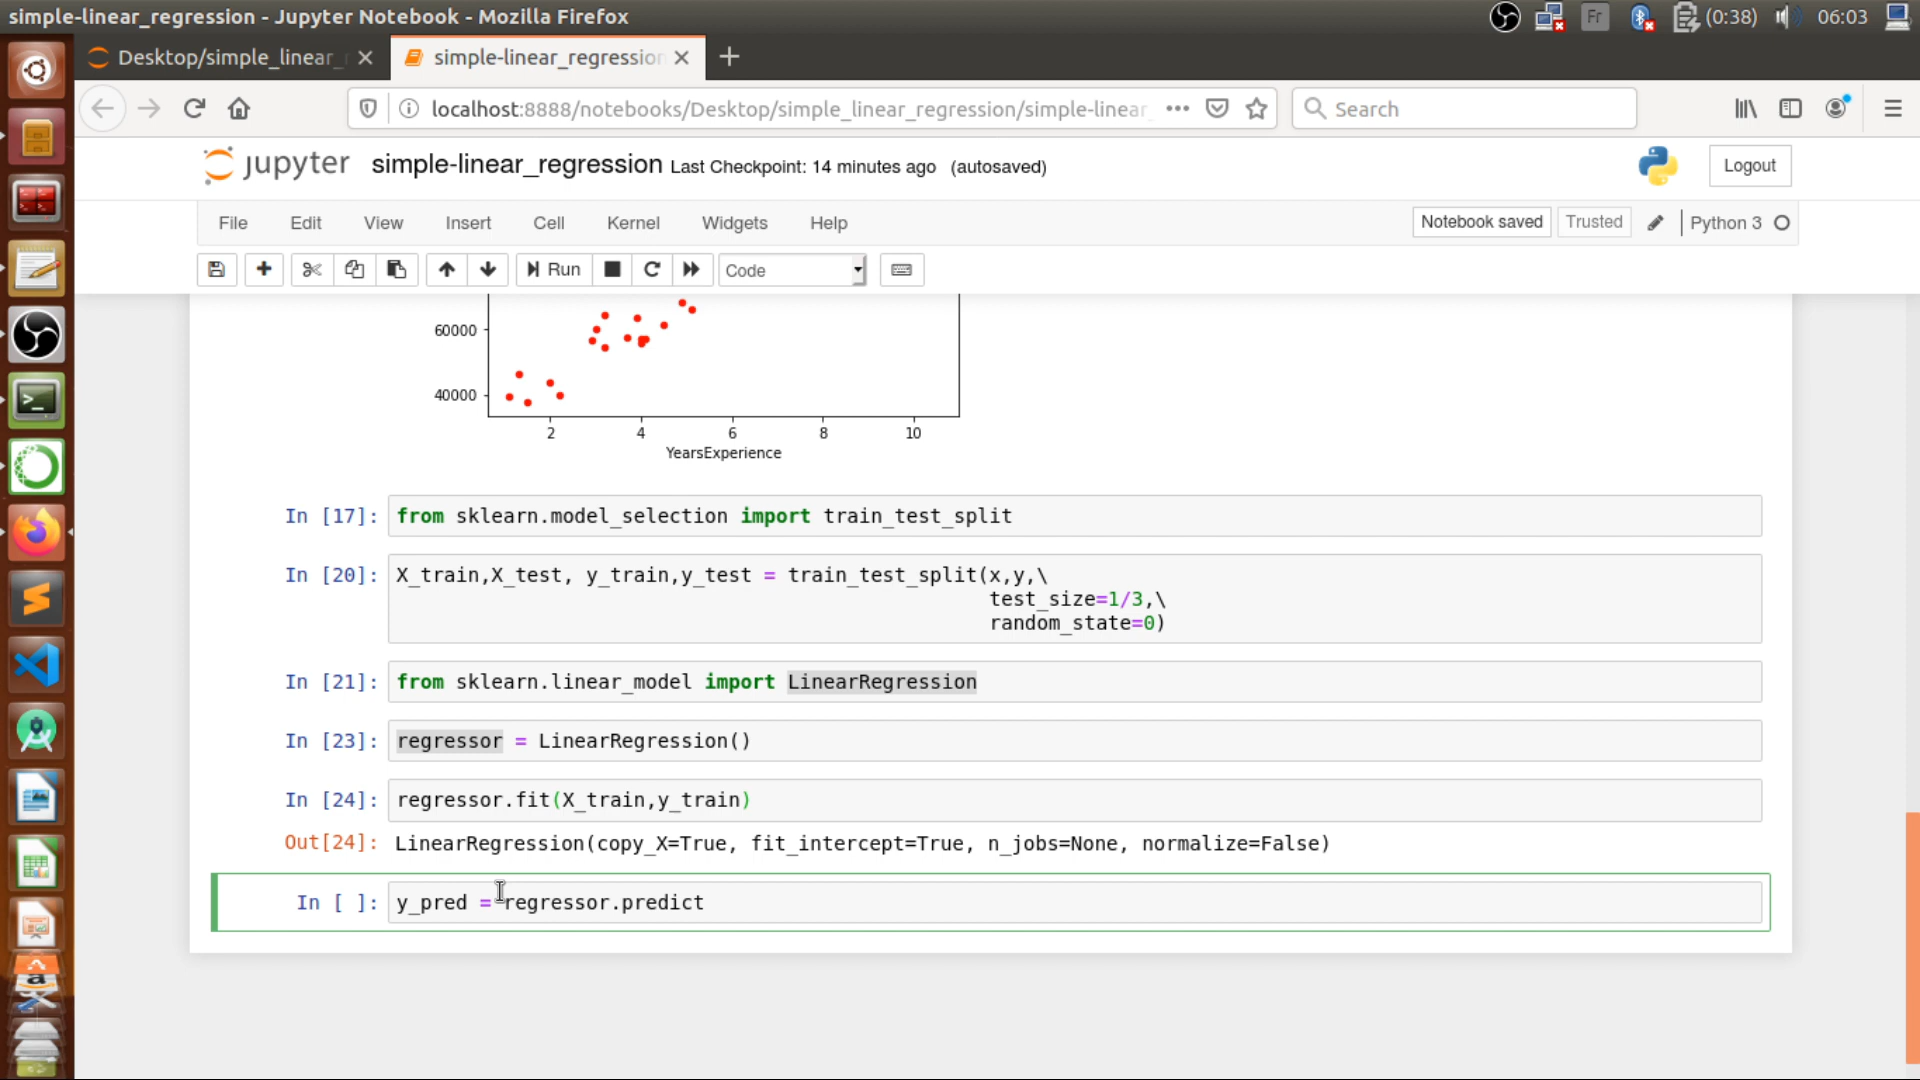 simple-linear_regression - Jupyter Notebook - Mozilla Firefox
Fr
(0:38)
06:03
Desktop/simple_linear_
simple-linear_regression
localhost:8888/notebooks/Desktop/simple_linear_regression/simple-linear
Search
jupyter
simple-linear_regression Last Checkpoint: 14 minutes ago (autosaved)
Logout
File Edit View Insert Cell Kernel Widgets Help
Notebook saved
Trusted
Python 3
Run
Code
60000
40000
2 4 6 8 10
YearsExperience
In [17]: from sklearn.model_selection import train_test_split
In [20]: X_train,X_test, y_train,y_test = train_test_split(x,y,\
test_size=1/3,\
random_state=0)
In [21]: from sklearn.linear_model import LinearRegression
In [23]: regressor = LinearRegression()
In [24]: regressor.fit(X_train,y_train)
Out[24]: LinearRegression(copy_X=True, fit_intercept=True, n_jobs=None, normalize=False)
In [ ]: y_pred = regressor.predict